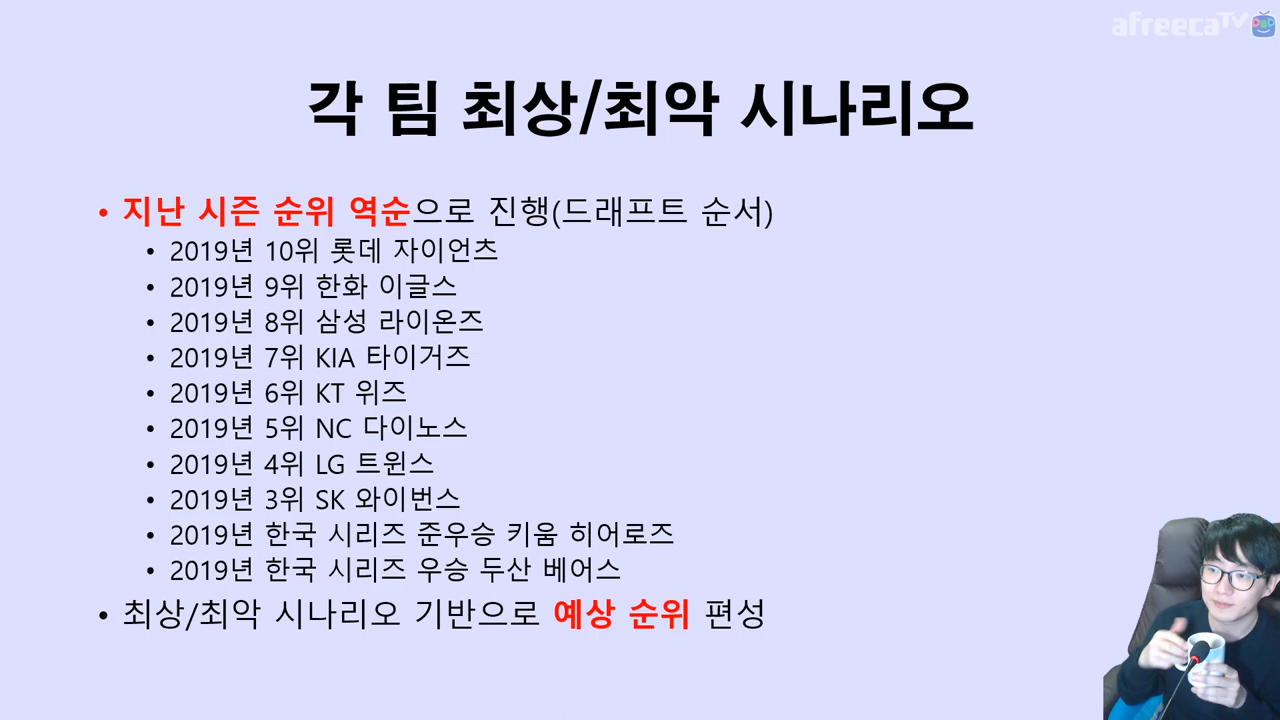 afreecaTV
각 팀 최상/최악 시나리오
• 지난 시즌 순위 역순으로 진행(드래프트 순서)
• 2019년 10위 롯데 자이언츠
• 2019년 9위 한화 이글스
• 2019년 8위 삼성 라이온즈
• 2019년 7위 KIA 타이거즈
• 2019년 6위 KT 위즈
• 2019년 5위 NC 다이노스
• 2019년 4위 LG 트윈스
• 2019년 3위 SK 와이번스
• 2019년 한국 시리즈 준우승 키움 히어로즈
• 2019년 한국 시리즈 우승 두산 베어스
• 최상/최악 시나리오 기반으로 예상 순위 편성